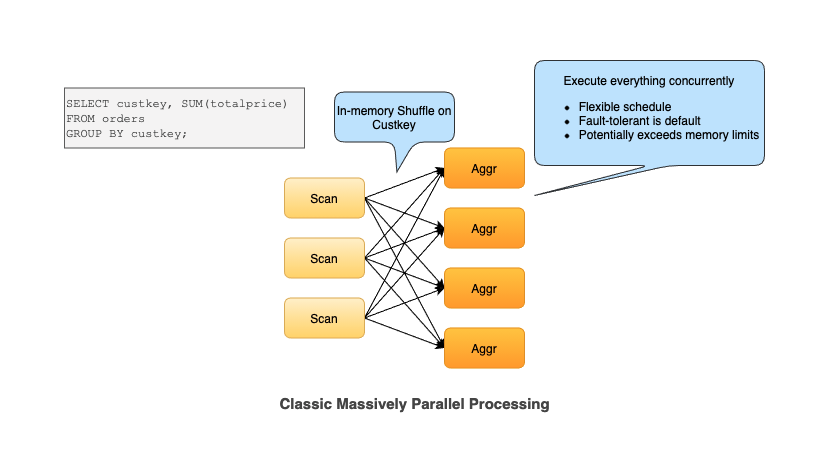 SELECT custkey, SUM(totalprice)
FROM orders
GROUP BY custkey;
In-memory Shuffle on
Custkey
Execute everything concurrently
• Flexible schedule
• Fault-tolerant is default
• Potentially exceeds memory limits
Scan
Scan
Scan
Aggr
Aggr
Aggr
Aggr
Classic Massively Parallel Processing